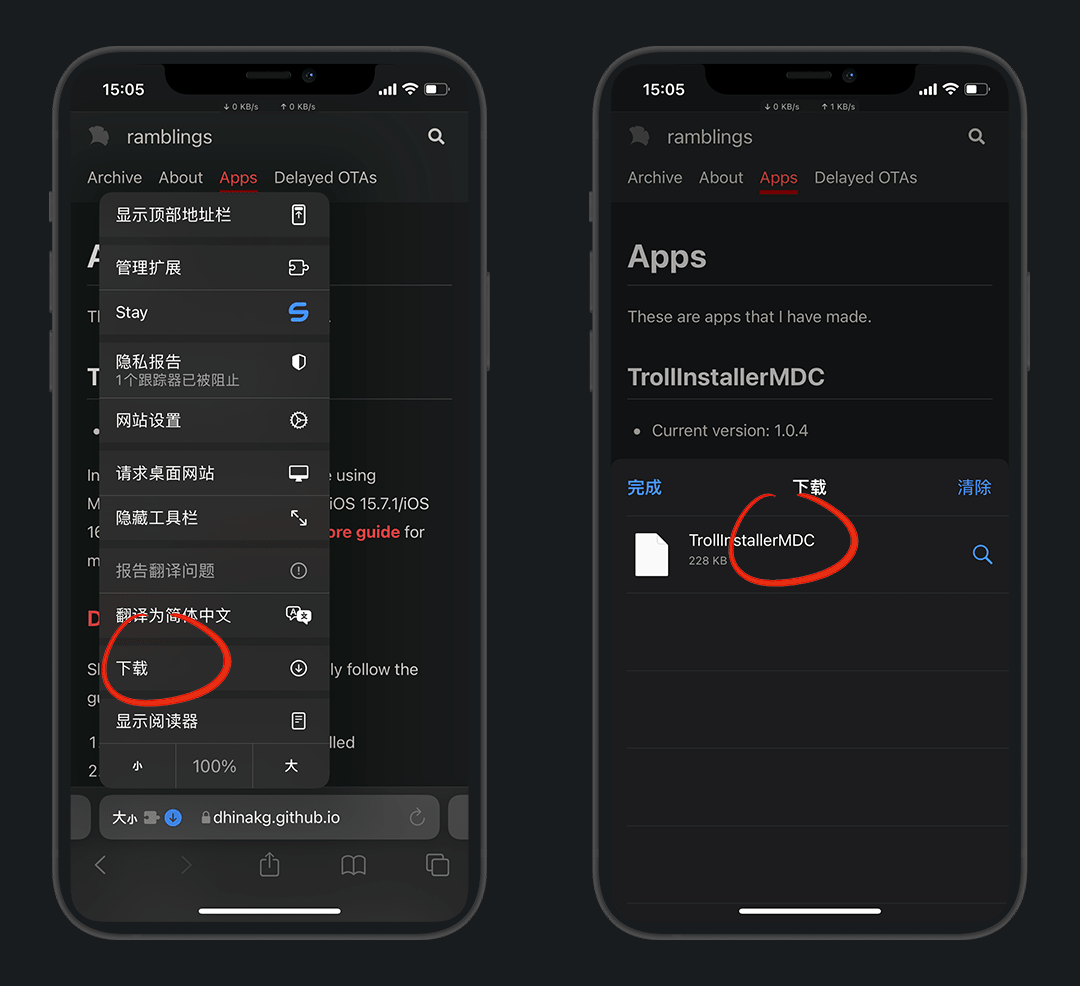 15:05
↓ 0 KB/s ↑ 0 KB/s
ramblings
Archive About Apps Delayed OTAs
显示顶部地址栏
管理扩展
Stay
隐私报告
1个跟踪器已被阻止
网站设置
请求桌面网站
using
隐藏工具栏
iOS 15.7.1/iOS
ore guide for
报告翻译问题
翻译为简体中文
下载
ly follow the
显示阅读器
1.
lled
2.
小 100% 大
大小 dhinakg.github.io
15:05
↓ 0 KB/s ↑ 1 KB/s
ramblings
Archive About Apps Delayed OTAs
Apps
These are apps that I have made.
TrollInstallerMDC
• Current version: 1.0.4
完成 下载 清除
TrollInstallerMDC
228 KB